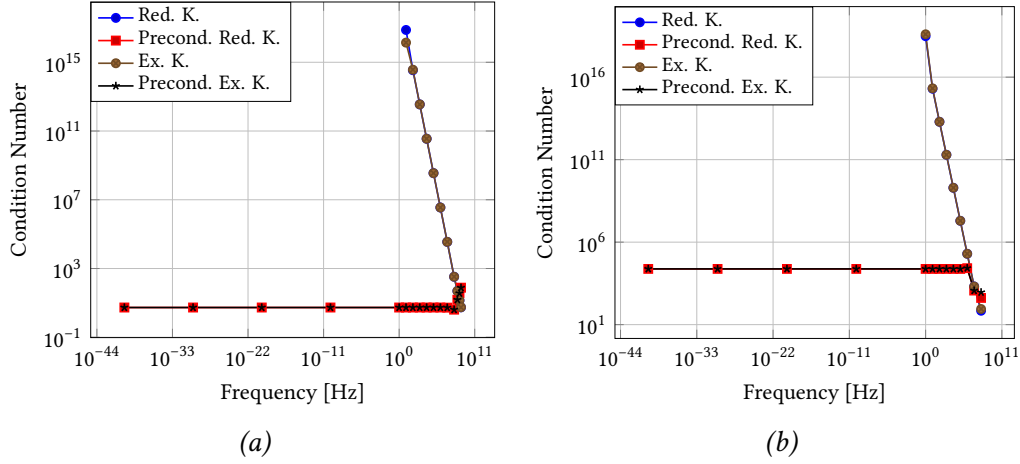 Red. K.
Precond. Red. K.
Ex. K.
Precond. Ex. K.
10^15
10^11
10^7
10^3
10^−1
Condition Number
10^−44 10^−33 10^−22 10^−11 10^0 10^11
Frequency [Hz]
(a)
Red. K.
Precond. Red. K.
Ex. K.
Precond. Ex. K.
10^16
10^11
10^6
10^1
Condition Number
10^−44 10^−33 10^−22 10^−11 10^0 10^11
Frequency [Hz]
(b)